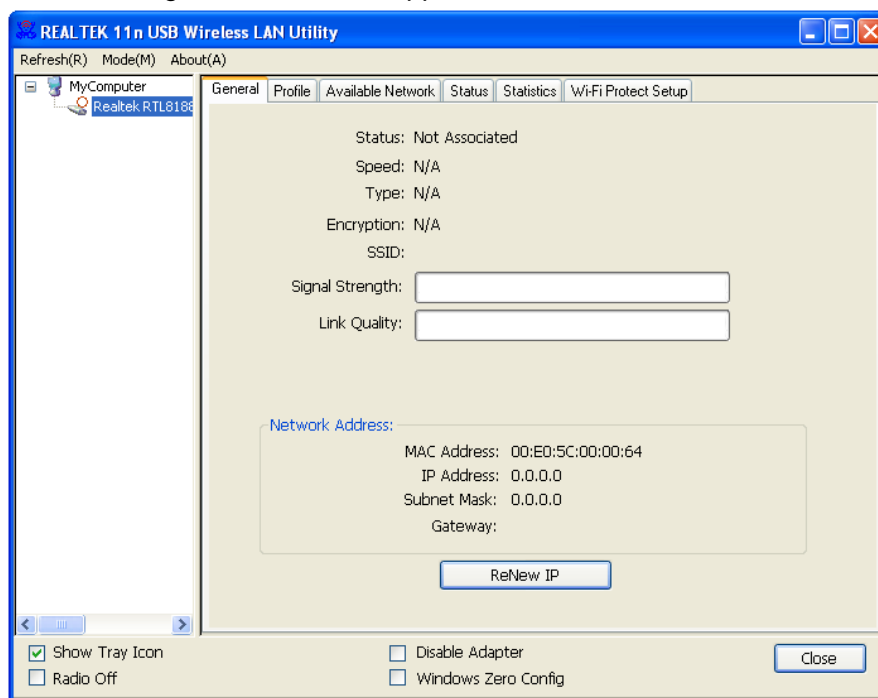 REALTEK 11n USB Wireless LAN Utility
Refresh(R) Mode(M) About(A)
MyComputer
Realtek RTL8188
General Profile Available Network Status Statistics Wi-Fi Protect Setup
Status: Not Associated
Speed: N/A
Type: N/A
Encryption: N/A
SSID:
Signal Strength:
Link Quality:
Network Address:
MAC Address: 00:E0:5C:00:00:64
IP Address: 0.0.0.0
Subnet Mask: 0.0.0.0
Gateway:
ReNew IP
Show Tray Icon
Radio Off
Disable Adapter
Windows Zero Config
Close